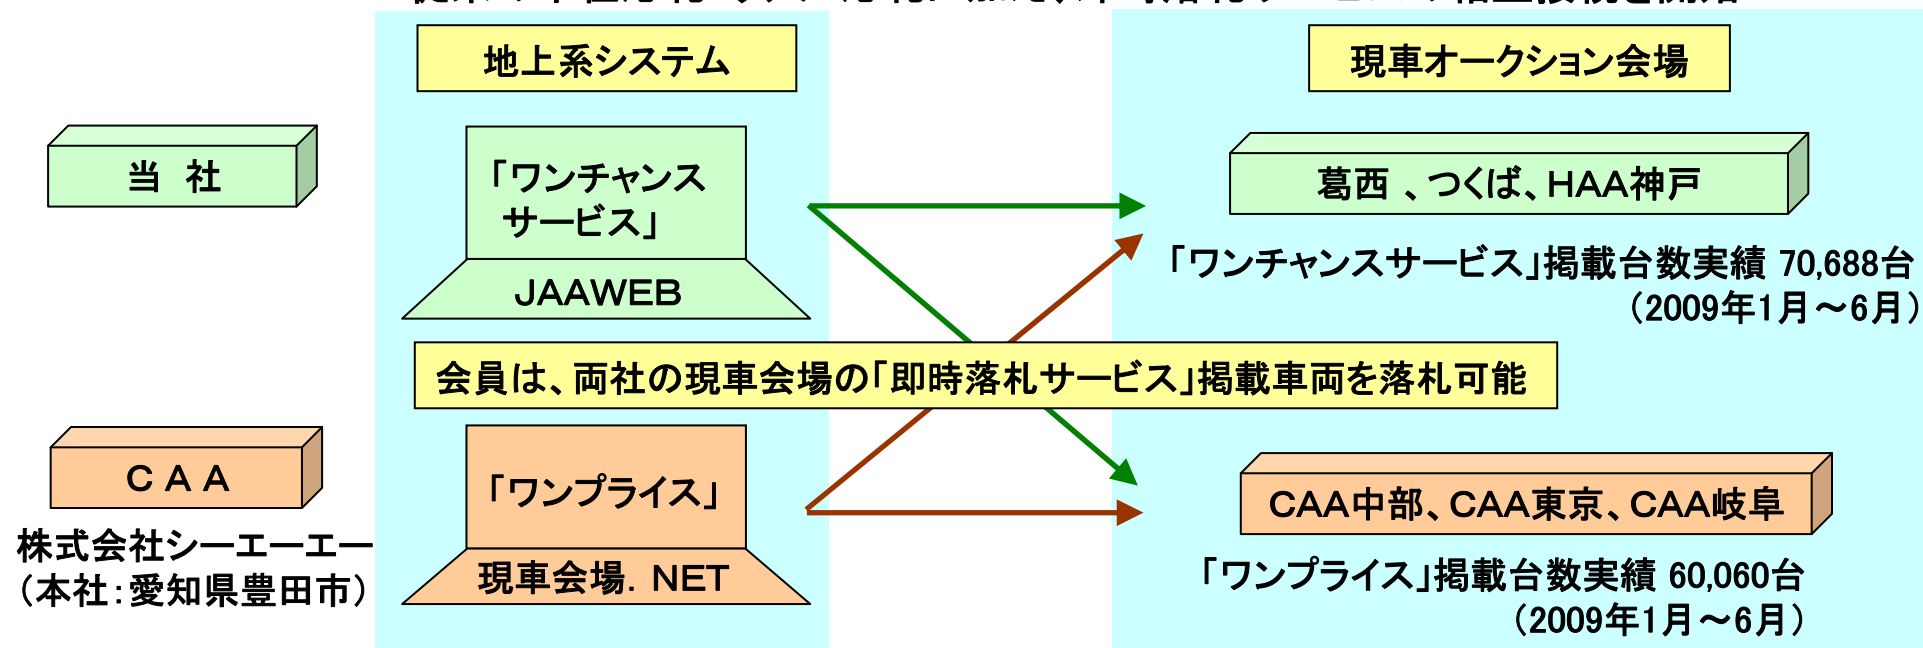 地上系システム
現車オークション会場
当 社
「ワンチャンス
サービス」
JAAWEB
葛西 、つくば、HAA神戸
「ワンチャンスサービス」掲載台数実績 70,688台
(2009年1月～6月)
会員は、両社の現車会場の「即時落札サービス」掲載車両を落札可能
CAA
株式会社シーエーエー
(本社：愛知県豊田市)
「ワンプライス」
現車会場．NET
CAA中部、CAA東京、CAA岐阜
「ワンプライス」掲載台数実績 60,060台
(2009年1月～6月)